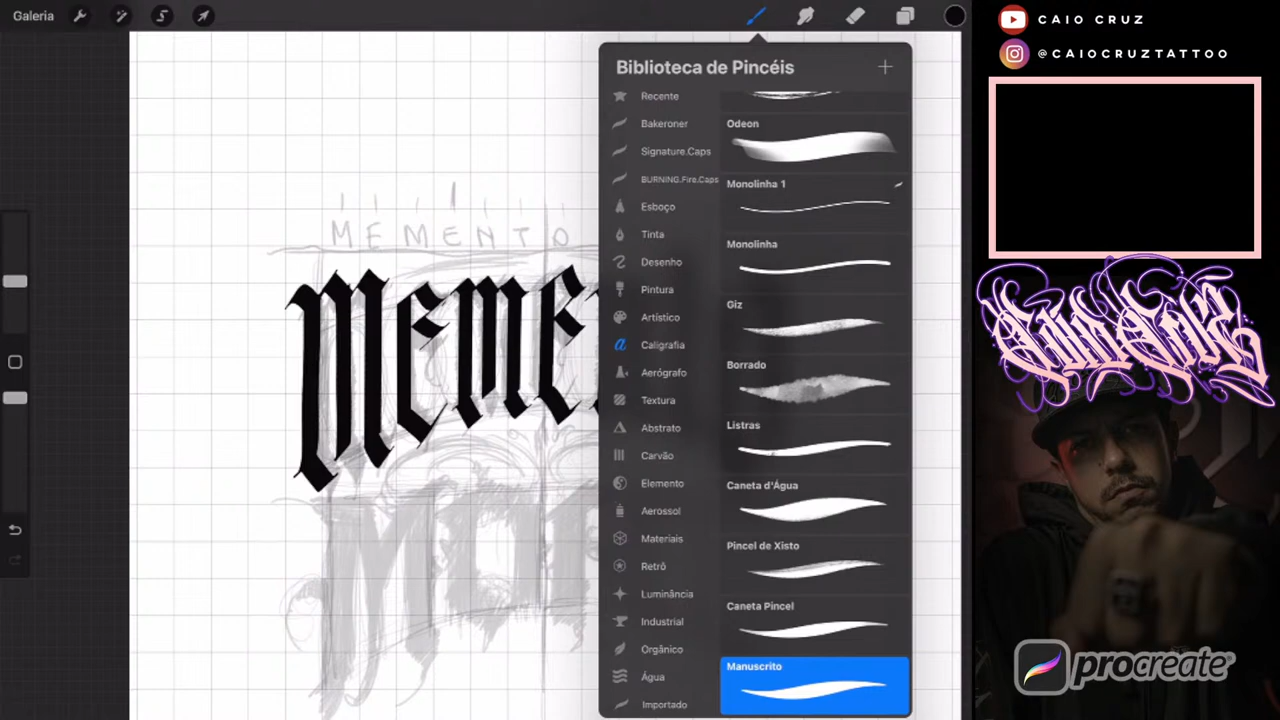 Galeria
CAIO CRUZ
@CAIOCRUZTATTOO
Biblioteca de Pincéis
Recente
Bakeroner
Signature.Caps
BURNING.Fire.Caps
Esboço
Tinta
Desenho
Pintura
Artístico
Caligrafia
Aerógrafo
Textura
Abstrato
Carvão
Elemento
Aerossol
Materiais
Retrô
Luminância
Industrial
Orgânico
Água
Importado
Odeon
Monolinha 1
Monolinha
Giz
Borrado
Listras
Caneta d'Água
Pincel de Xisto
Caneta Pincel
Manuscrito
MEMENTO
MEME
MO
procreate